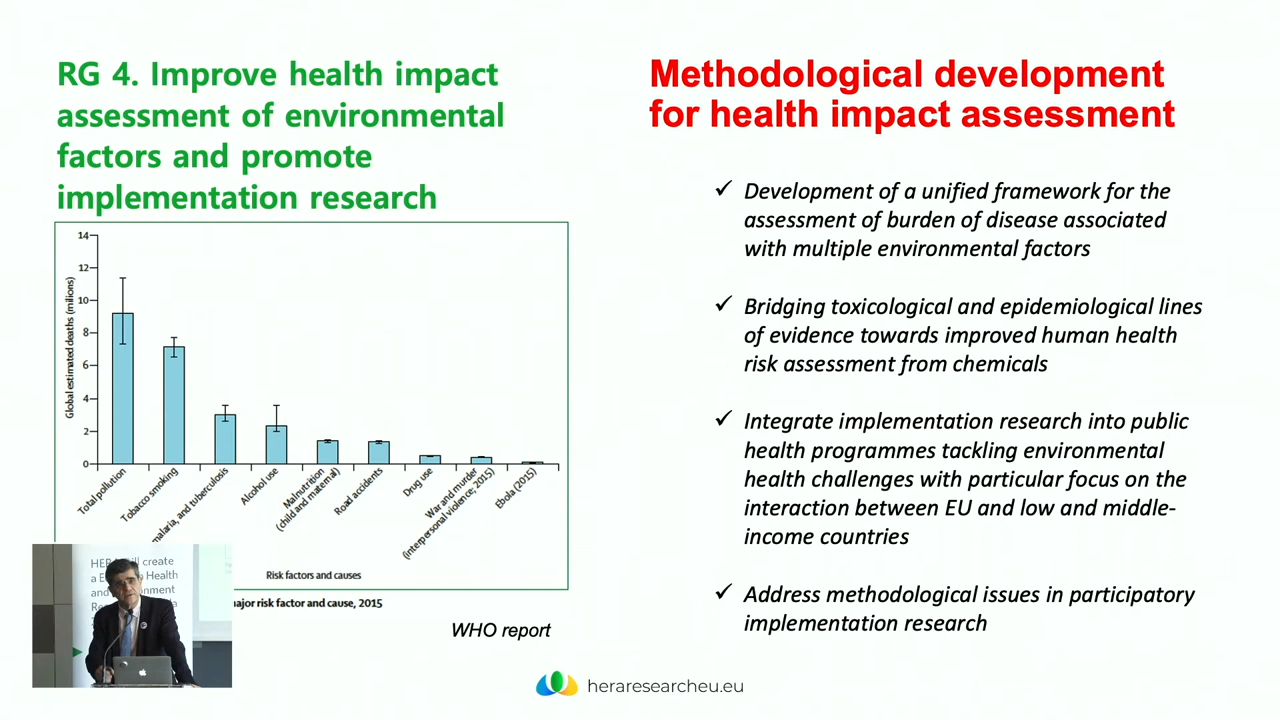 RG 4. Improve health impact
assessment of environmental
factors and promote
implementation research
Global estimated deaths (millions)
14
12
10
8
6
4
2
0
Total pollution
Tobacco smoking
malaria, and tuberculosis
Alcohol use
Malnutrition
(child and maternal)
Road accidents
Drug use
War and murder
(interpersonal violence, 2015)
Ebola (2015)
Risk factors and causes
major risk factor and cause, 2015
WHO report
HERA will create
Methodological development
for health impact assessment
✓ Development of a unified framework for the
assessment of burden of disease associated
with multiple environmental factors
✓ Bridging toxicological and epidemiological lines
of evidence towards improved human health
risk assessment from chemicals
✓ Integrate implementation research into public
health programmes tackling environmental
health challenges with particular focus on the
interaction between EU and low and middle-
income countries
✓ Address methodological issues in participatory
implementation research
heraresearcheu.eu